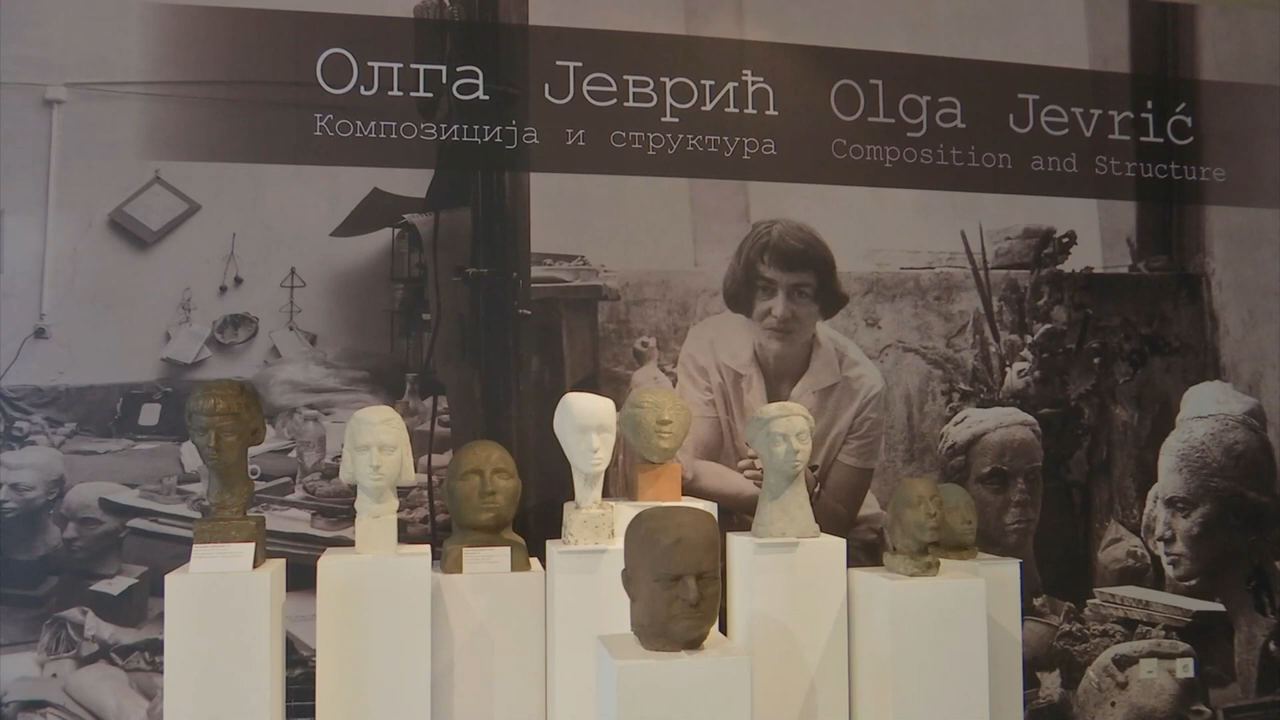 Олга Јеврић
Композиција и структура
Olga Jevrić
Composition and Structure